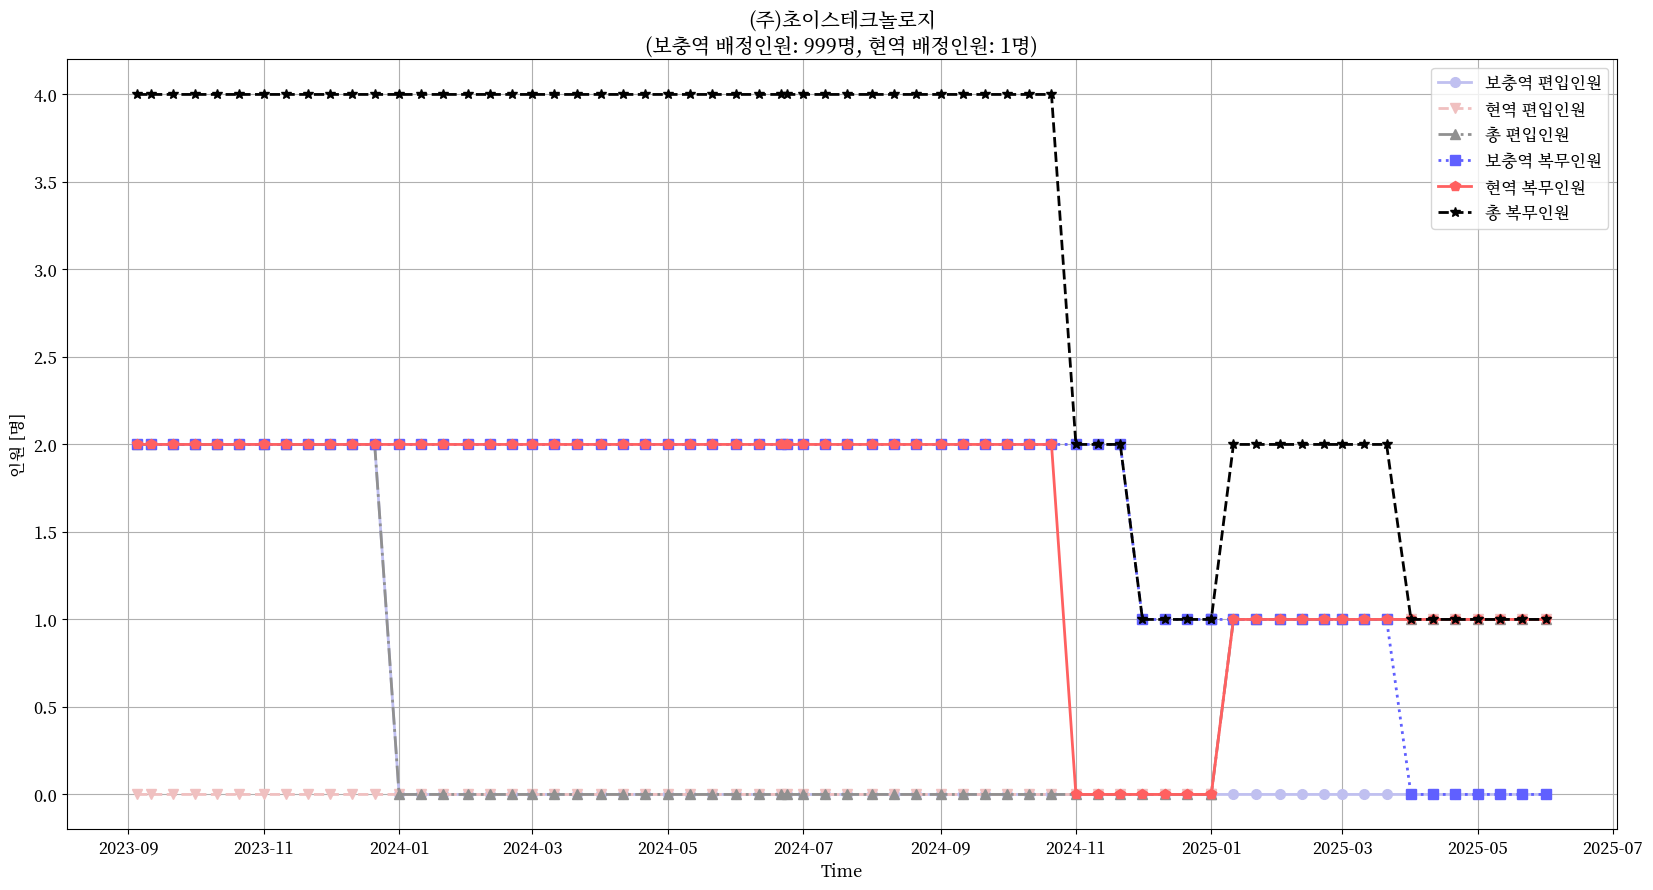 (주)초이스테크놀로지
(보충역 배정인원: 999명, 현역 배정인원: 1명)
보충역 편입인원
현역 편입인원
총 편입인원
보충역 복무인원
현역 복무인원
총 복무인원
인원 [명]
4.0
3.5
3.0
2.5
2.0
1.5
1.0
0.5
0.0
2023-09
2023-11
2024-01
2024-03
2024-05
2024-07
2024-09
2024-11
2025-01
2025-03
2025-05
2025-07
Time